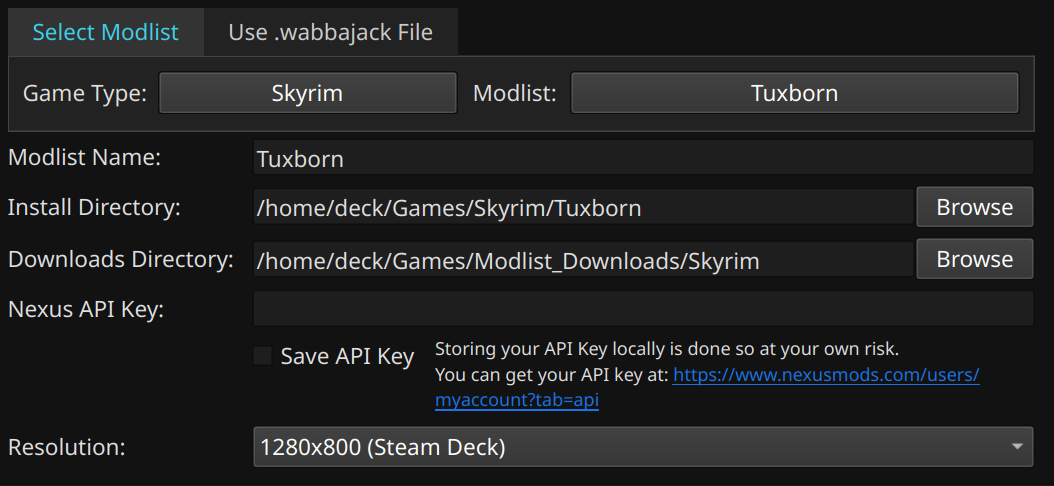 Select Modlist Use .wabbajack File
Game Type: Skyrim Modlist: Tuxborn
Modlist Name: Tuxborn
Install Directory: /home/deck/Games/Skyrim/Tuxborn Browse
Downloads Directory: /home/deck/Games/Modlist_Downloads/Skyrim Browse
Nexus API Key:
Save API Key
Storing your API Key locally is done so at your own risk.
You can get your API key at: https://www.nexusmods.com/users/
myaccount?tab=api
Resolution: 1280x800 (Steam Deck)